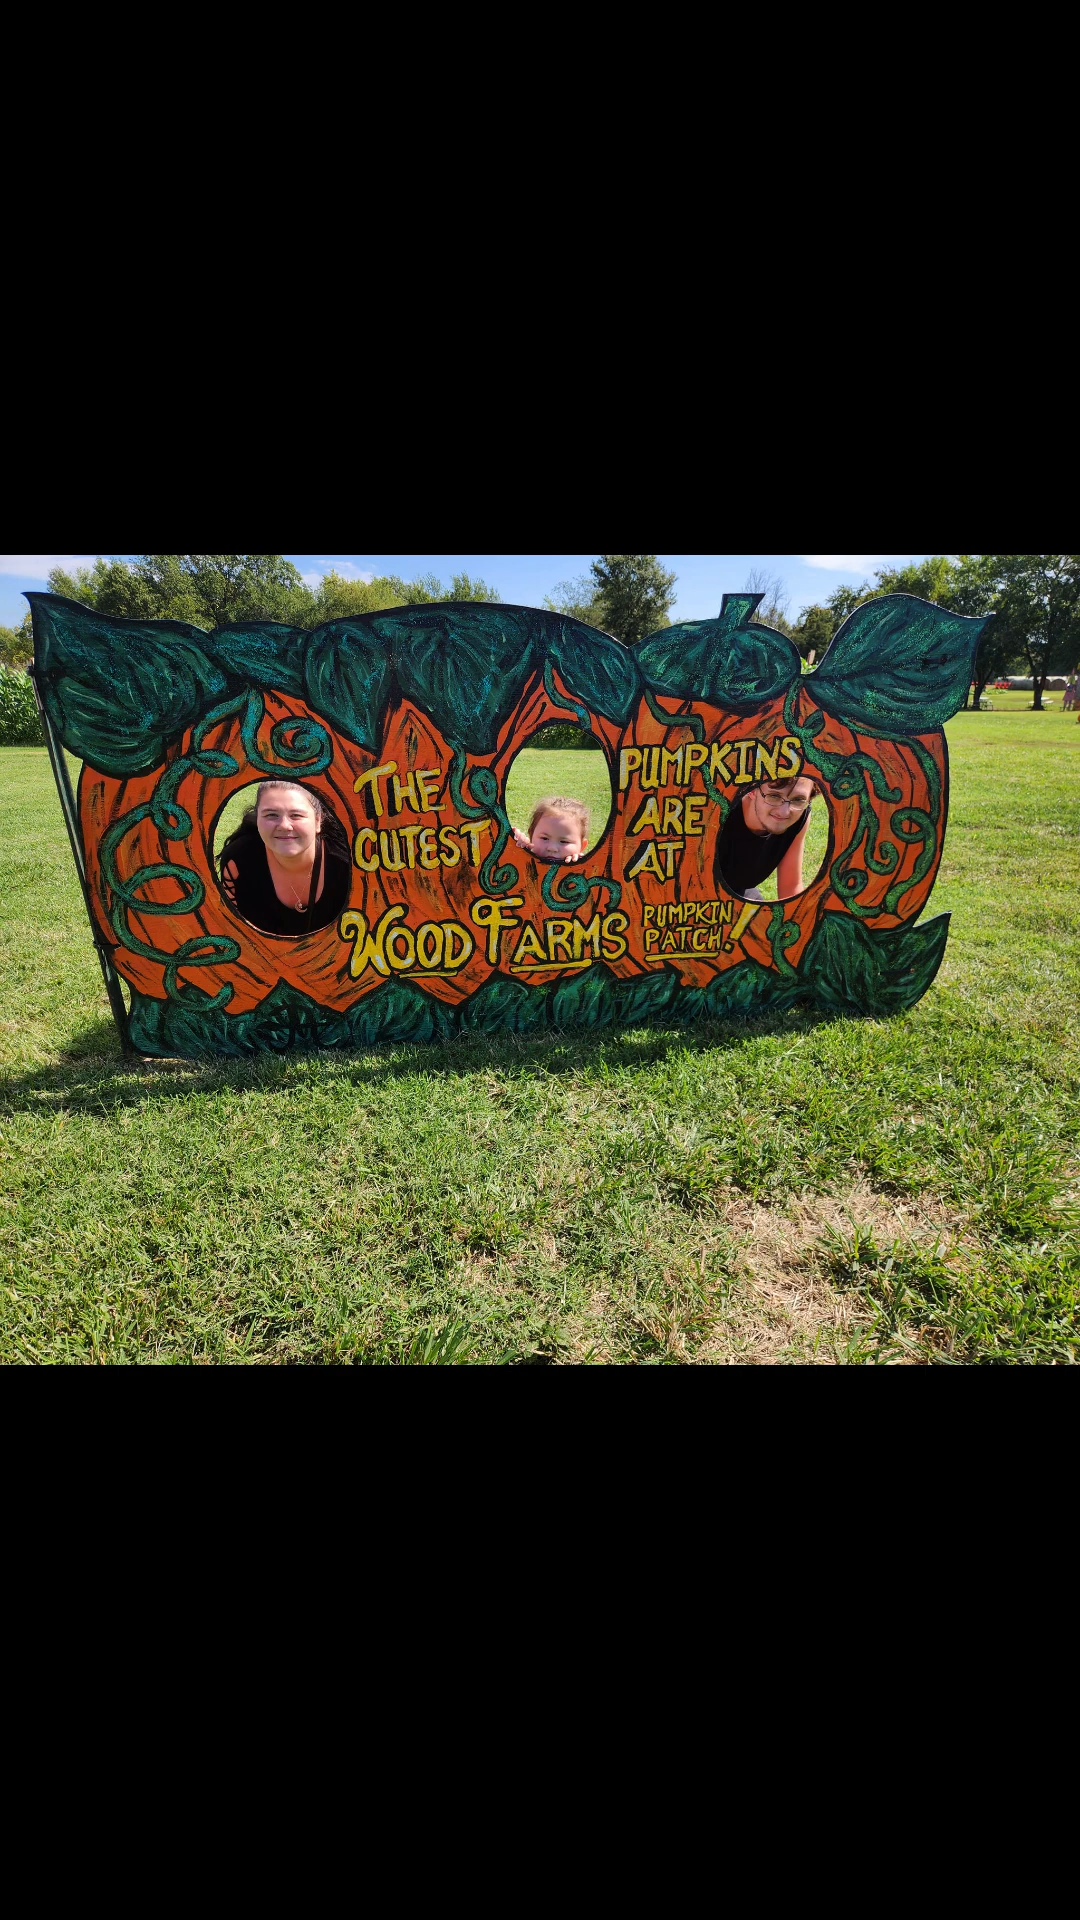 THE
CUTEST
PUMPKINS
ARE
AT
WOOD FARMS
PUMPKIN
PATCH!